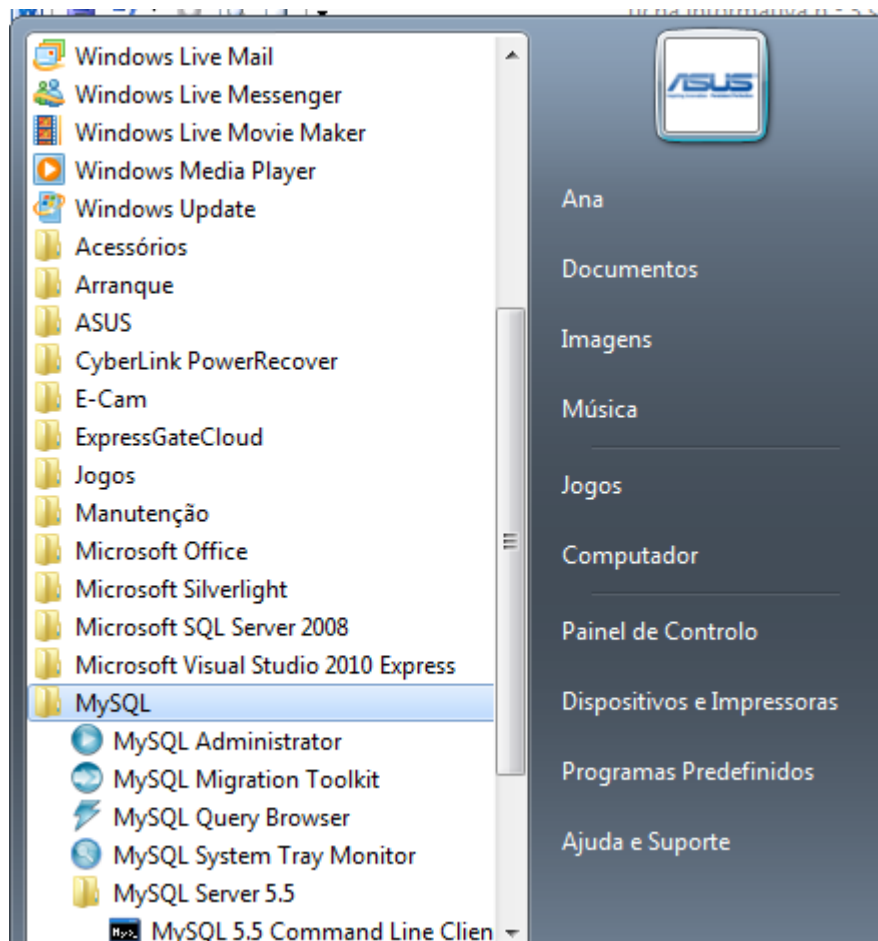 Windows Live Mail
Windows Live Messenger
Windows Live Movie Maker
Windows Media Player
Windows Update
Acessórios
Arranque
ASUS
CyberLink PowerRecover
E-Cam
ExpressGateCloud
Jogos
Manutenção
Microsoft Office
Microsoft Silverlight
Microsoft SQL Server 2008
Microsoft Visual Studio 2010 Express
MySQL
MySQL Administrator
MySQL Migration Toolkit
MySQL Query Browser
MySQL System Tray Monitor
MySQL Server 5.5
MySQL 5.5 Command Line Clien
ASUS
Ana
Documentos
Imagens
Música
Jogos
Computador
Painel de Controlo
Dispositivos e Impressoras
Programas Predefinidos
Ajuda e Suporte